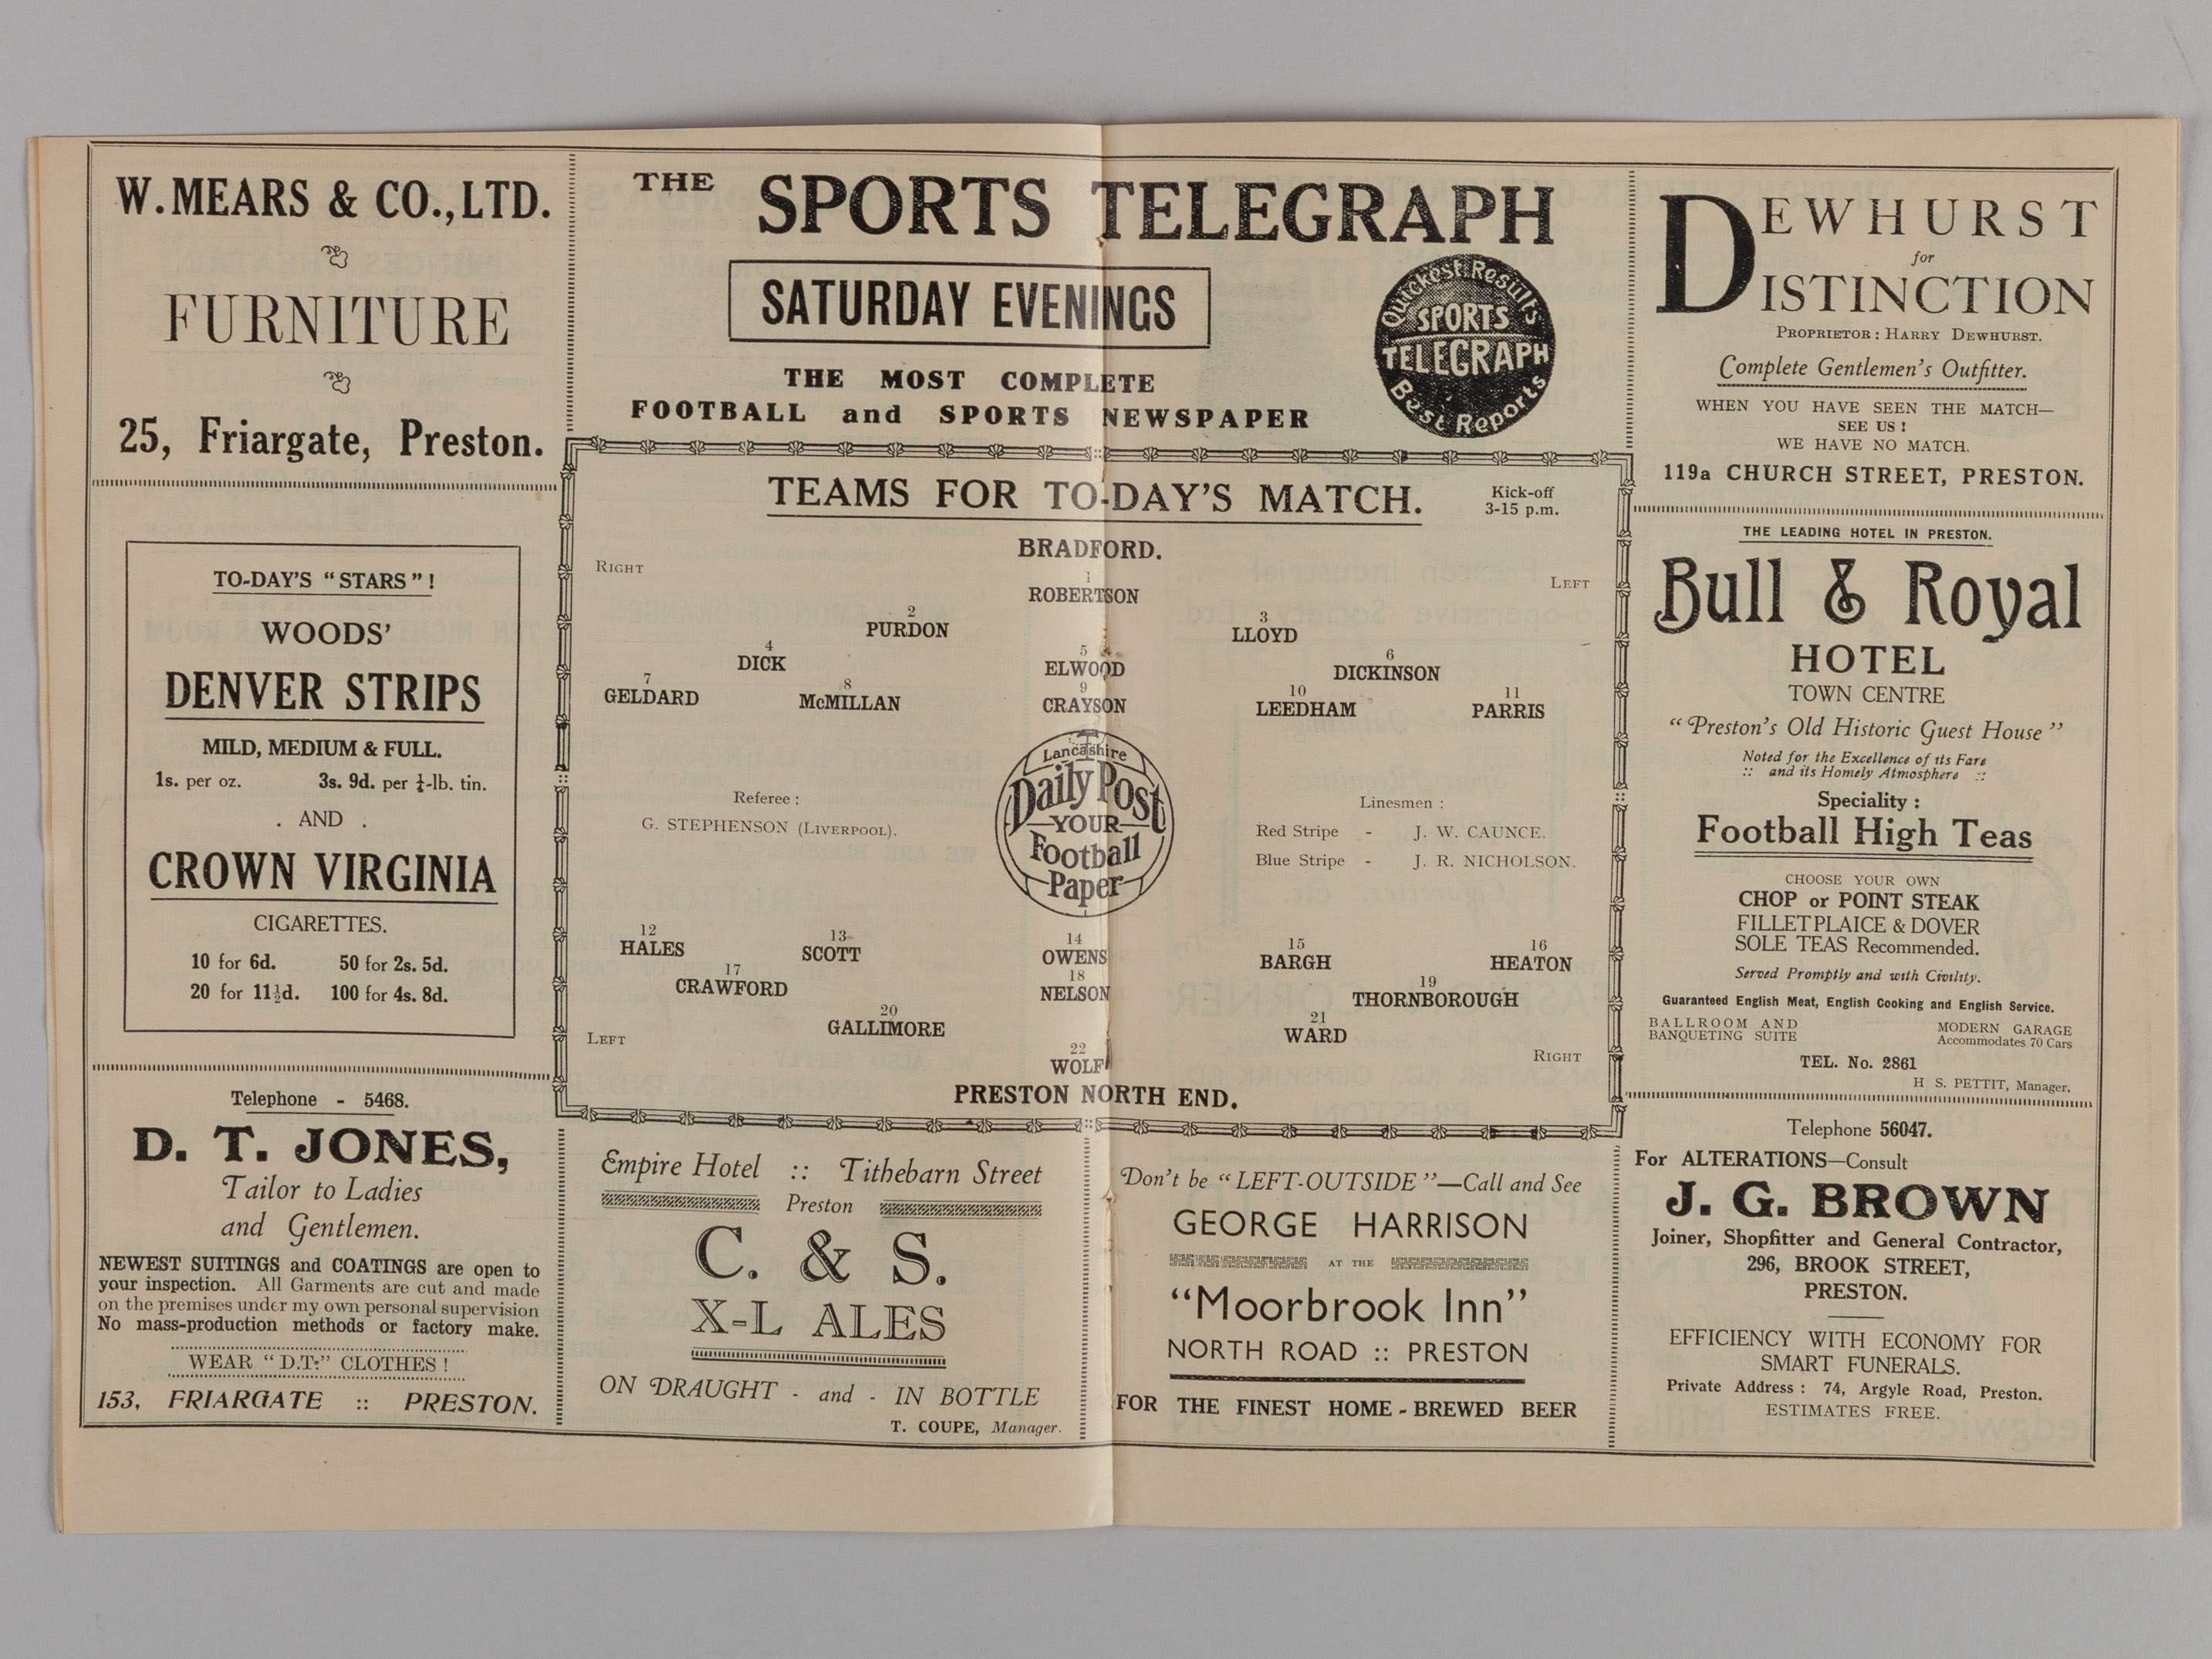 W. MEARS & CO., LTD.
FURNITURE
25, Friargate, Preston.
TO-DAY'S "STARS"!
WOODS'
DENVER STRIPS
MILD, MEDIUM & FULL.
1s. per oz. 3s. 9d. per ¼-lb. tin.
. AND .
CROWN VIRGINIA
CIGARETTES.
10 for 6d. 50 for 2s. 5d.
20 for 11½d. 100 for 4s. 8d.
Telephone - 5468.
D. T. JONES,
Tailor to Ladies
and Gentlemen.
NEWEST SUITINGS and COATINGS are open to
your inspection. All Garments are cut and made
on the premises under my own personal supervision
No mass-production methods or factory make.
WEAR "D.T." CLOTHES!
153, FRIARGATE :: PRESTON.
THE SPORTS TELEGRAPH
SATURDAY EVENINGS
THE MOST COMPLETE
FOOTBALL and SPORTS NEWSPAPER
Quickest Results
SPORTS
TELEGRAPH
Best Reports
TEAMS FOR TO-DAY'S MATCH.
Kick-off
3-15 p.m.
BRADFORD.
RIGHT
LEFT
1
ROBERTSON
2
PURDON
3
LLOYD
4
DICK
5
ELWOOD
6
DICKINSON
7
GELDARD
8
McMILLAN
9
CRAYSON
10
LEEDHAM
11
PARRIS
Referee :
G. STEPHENSON (LIVERPOOL).
Lancashire
Daily Post
YOUR
Football
Paper
Linesmen :
Red Stripe - J. W. CAUNCE.
Blue Stripe - J. R. NICHOLSON.
12
HALES
13
SCOTT
14
OWENS
15
BARGH
16
HEATON
17
CRAWFORD
18
NELSON
19
THORNBOROUGH
20
GALLIMORE
21
WARD
LEFT
RIGHT
22
WOLF
PRESTON NORTH END.
Empire Hotel :: Tithebarn Street
Preston
C. & S.
X-L ALES
ON DRAUGHT - and - IN BOTTLE
T. COUPE, Manager.
Don't be "LEFT-OUTSIDE"—Call and See
GEORGE HARRISON
AT THE
"Moorbrook Inn"
NORTH ROAD :: PRESTON
FOR THE FINEST HOME-BREWED BEER
DEWHURST
for
DISTINCTION
PROPRIETOR : HARRY DEWHURST.
Complete Gentlemen's Outfitter.
WHEN YOU HAVE SEEN THE MATCH—
SEE US !
WE HAVE NO MATCH.
119a CHURCH STREET, PRESTON.
THE LEADING HOTEL IN PRESTON.
Bull & Royal
HOTEL
TOWN CENTRE
"Preston's Old Historic Guest House"
Noted for the Excellence of its Fare
:: and its Homely Atmosphere ::
Speciality :
Football High Teas
CHOOSE YOUR OWN
CHOP or POINT STEAK
FILLET PLAICE & DOVER
SOLE TEAS Recommended.
Served Promptly and with Civility.
Guaranteed English Meat, English Cooking and English Service.
BALLROOM AND
BANQUETING SUITE
MODERN GARAGE
Accommodates 70 Cars
TEL. No. 2861
H S. PETTIT, Manager.
Telephone 56047.
For ALTERATIONS—Consult
J. G. BROWN
Joiner, Shopfitter and General Contractor,
296, BROOK STREET,
PRESTON.
EFFICIENCY WITH ECONOMY FOR
SMART FUNERALS.
Private Address : 74, Argyle Road, Preston.
ESTIMATES FREE.